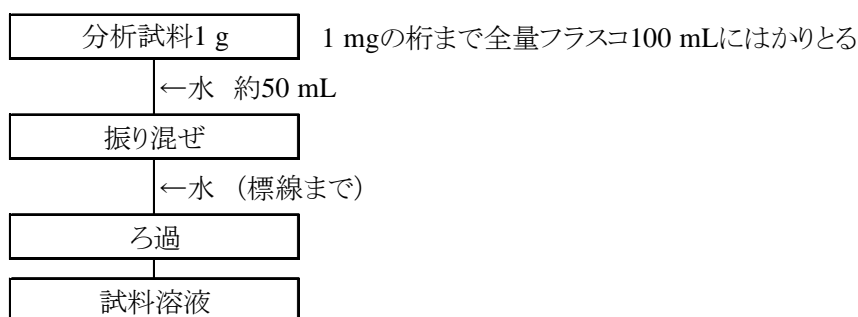 分析試料1 g　1 mgの桁まで全量フラスコ100 mLにはかりとる
←水　約50 mL
振り混ぜ
←水　(標線まで)
ろ過
試料溶液